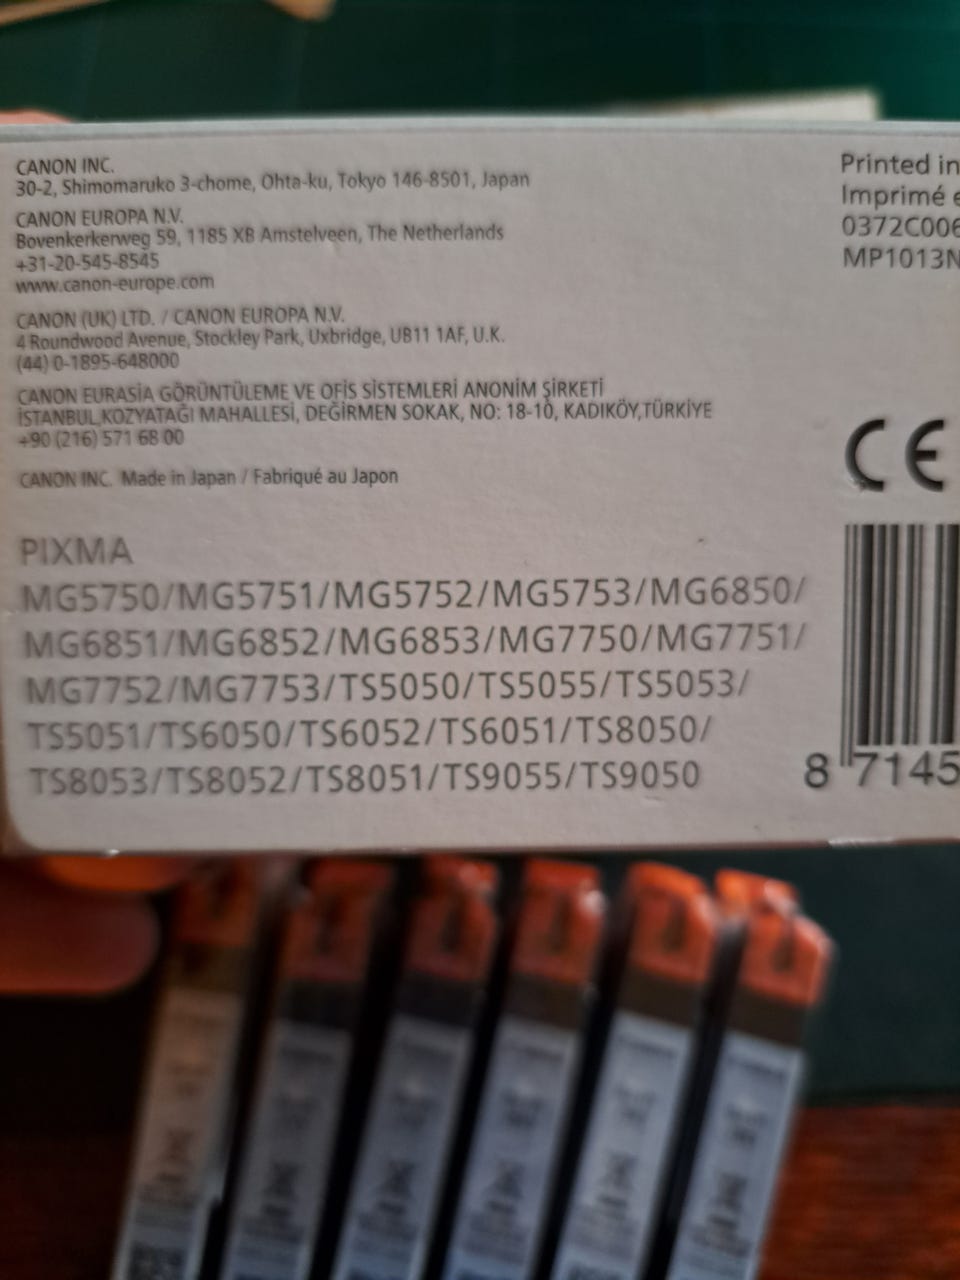 CANON INC.
30-2, Shimomaruko 3-chome, Ohta-ku, Tokyo 146-8501, Japan
CANON EUROPA N.V.
Bovenkerkerweg 59, 1185 XB Amstelveen, The Netherlands
+31-20-545-8545
www.canon-europe.com
CANON (UK) LTD. / CANON EUROPA N.V.
4 Roundwood Avenue, Stockley Park, Uxbridge, UB11 1AF, U.K.
(44) 0-1895-648000
CANON EURASİA GÖRÜNTÜLEME VE OFİS SİSTEMLERİ ANONİM ŞİRKETİ
İSTANBUL,KOZYATAĞI MAHALLESİ, DEĞİRMEN SOKAK, NO: 18-10, KADIKÖY,TÜRKİYE
+90 (216) 571 68 00
CANON INC. Made in Japan / Fabriqué au Japon
PIXMA
MG5750/MG5751/MG5752/MG5753/MG6850/
MG6851/MG6852/MG6853/MG7750/MG7751/
MG7752/MG7753/TS5050/TS5055/TS5053/
TS5051/TS6050/TS6052/TS6051/TS8050/
TS8053/TS8052/TS8051/TS9055/TS9050
Printed in
Imprimé e
0372C006
MP1013N
CE
8 7145